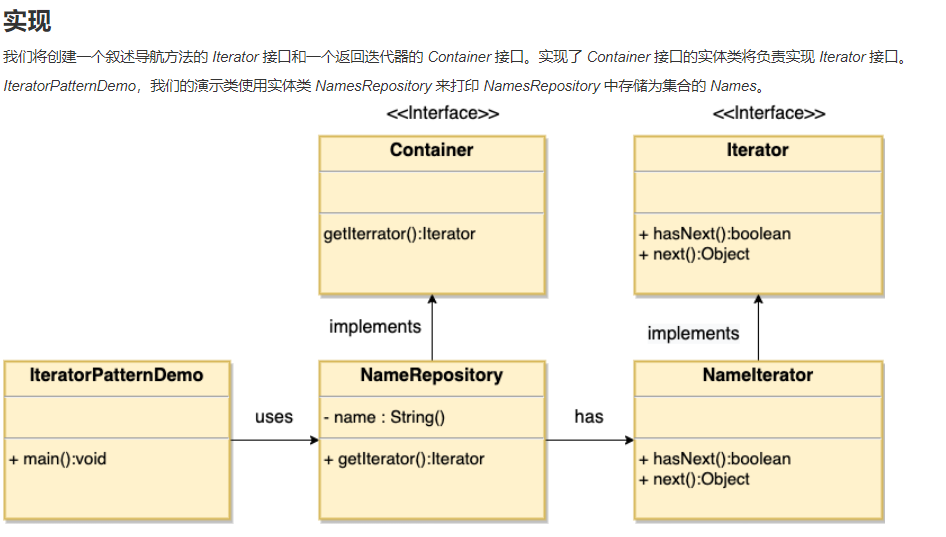 实现
我们将创建一个叙述导航方法的 Iterator 接口和一个返回迭代器的 Container 接口。实现了 Container 接口的实体类将负责实现 Iterator 接口。
IteratorPatternDemo，我们的演示类使用实体类 NamesRepository 来打印 NamesRepository 中存储为集合的 Names。
<<Interface>>
Container
getIterrator():Iterator
<<Interface>>
Iterator
+ hasNext():boolean
+ next():Object
implements
implements
IteratorPatternDemo
+ main():void
uses
NameRepository
- name : String()
+ getIterator():Iterator
has
NameIterator
+ hasNext():boolean
+ next():Object